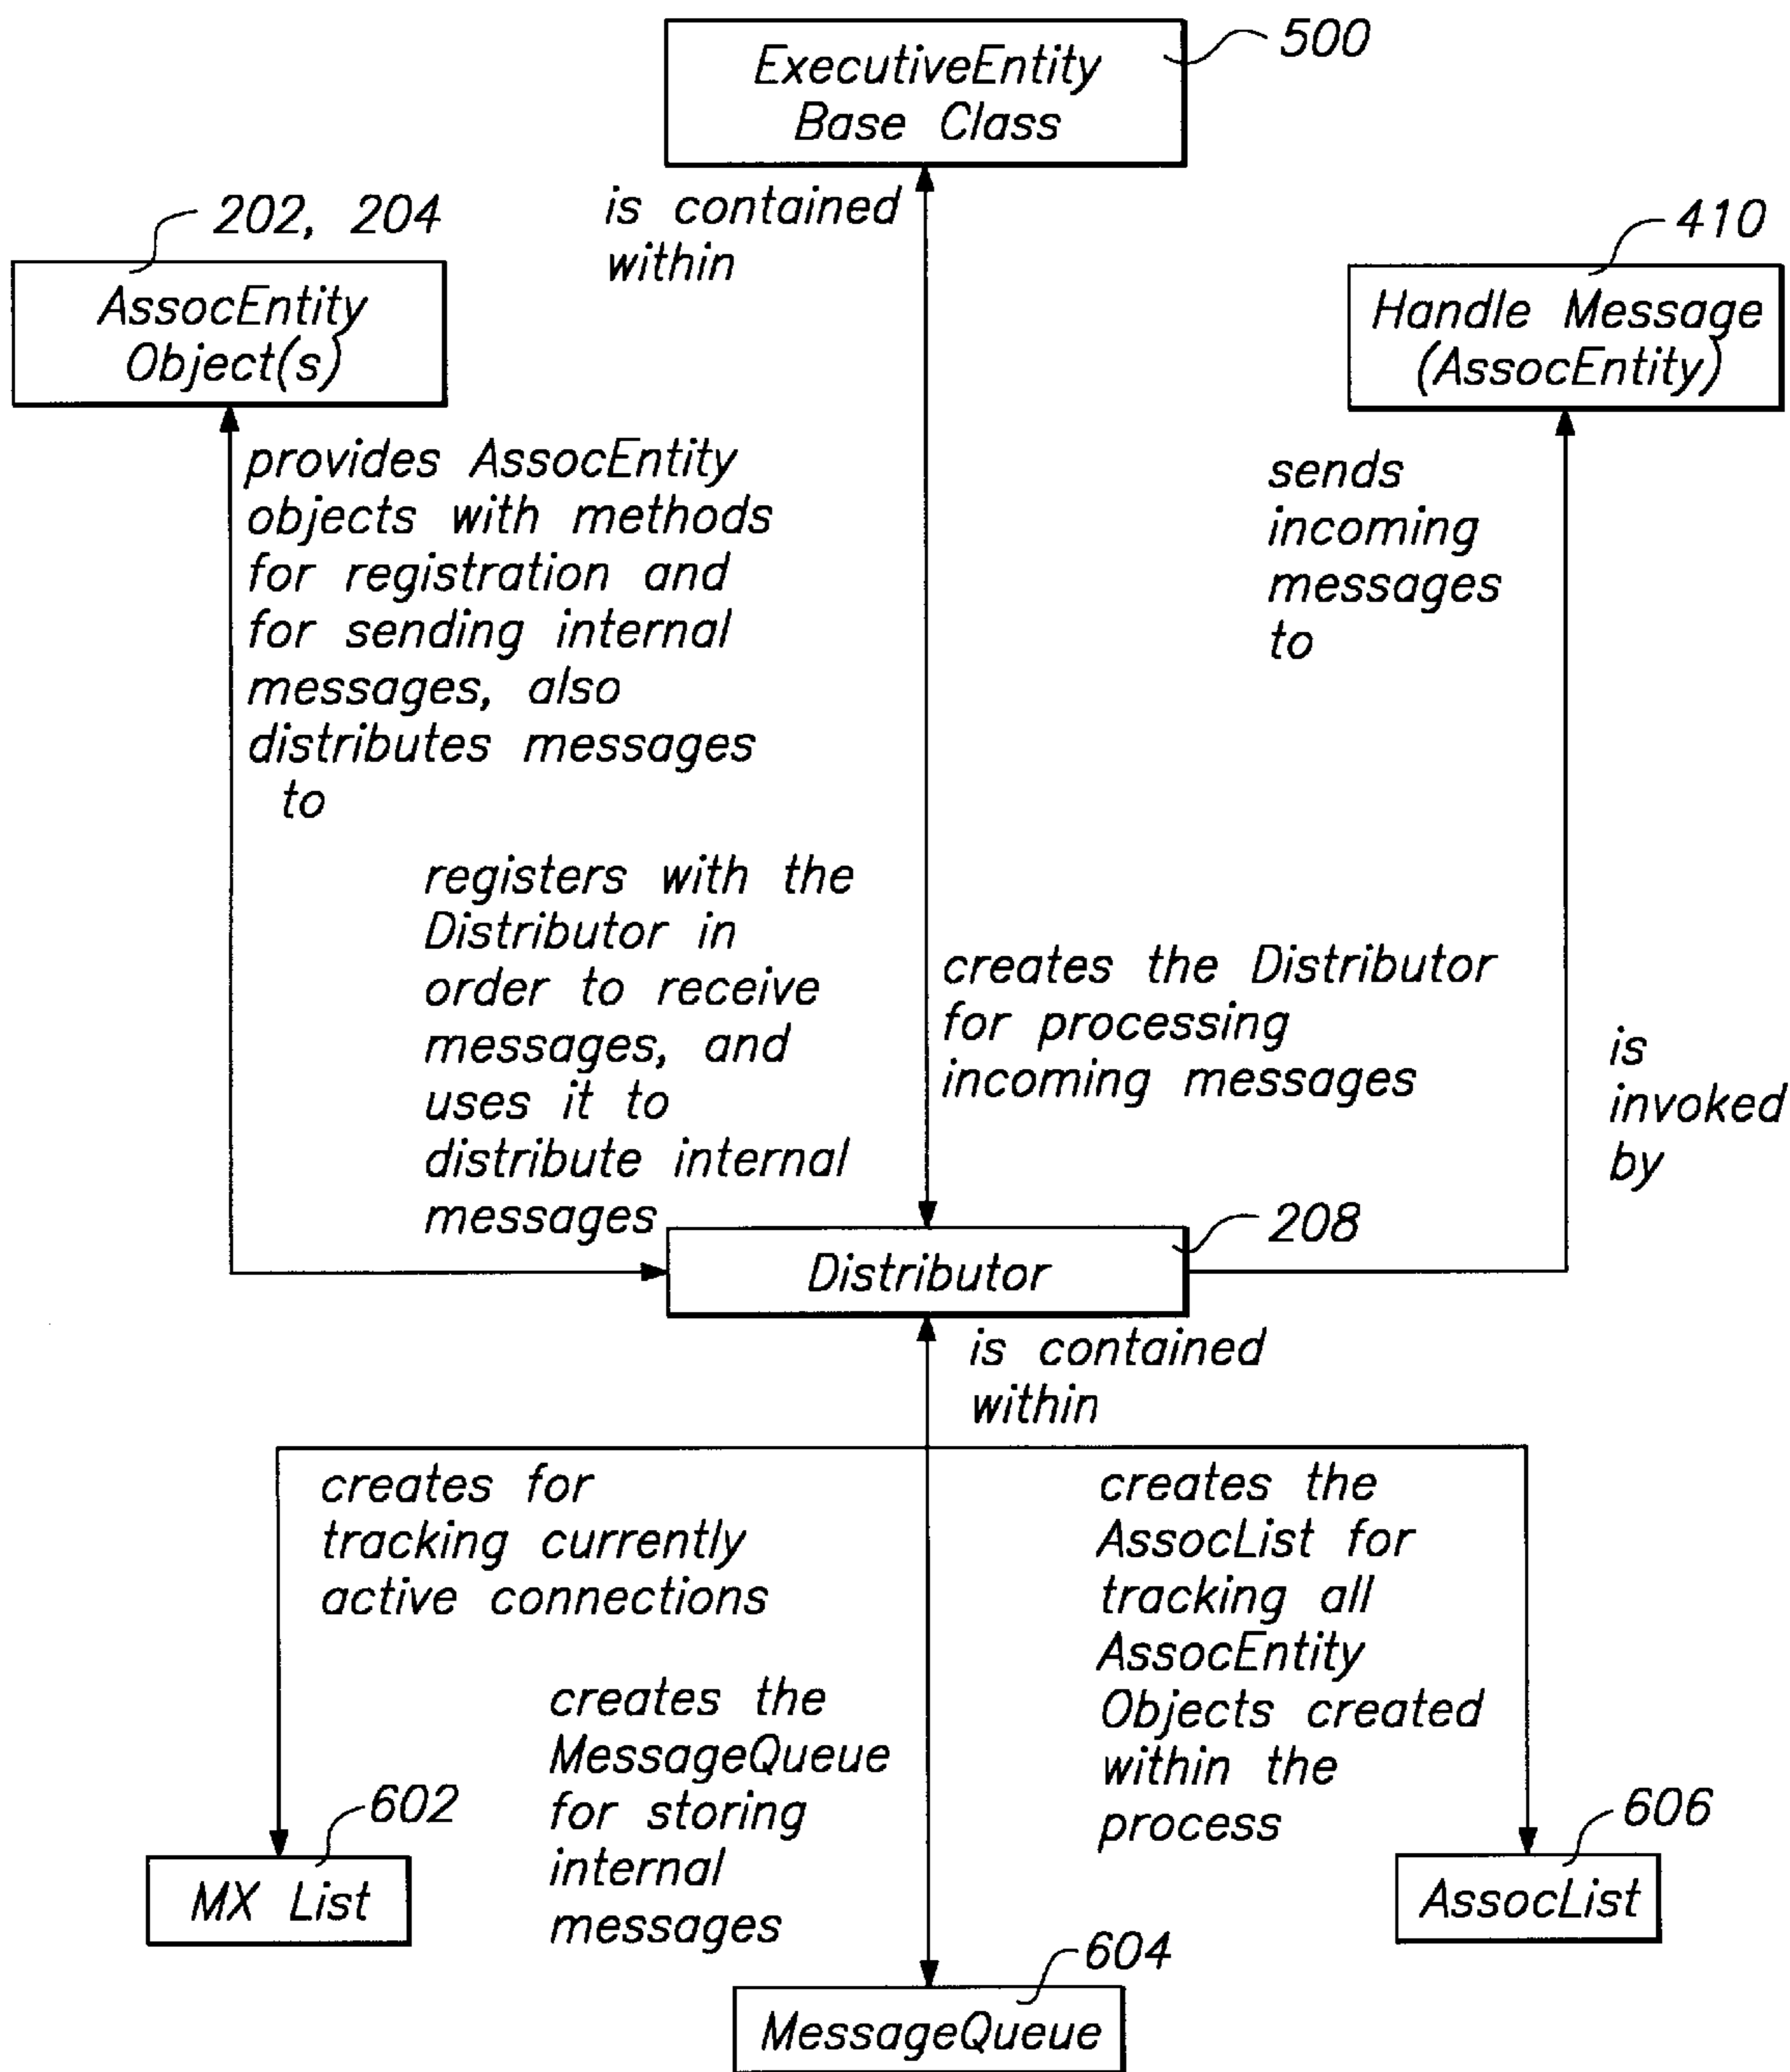 500
ExecutiveEntity
Base Class
202, 204
AssocEntity
Object(s)
is contained
within
410
Handle Message
(AssocEntity)
provides AssocEntity
objects with methods
for registration and
for sending internal
messages, also
distributes messages
to
sends
incoming
messages
to
registers with the
Distributor in
order to receive
messages, and
uses it to
distribute internal
messages
creates the Distributor
for processing
incoming messages
is
invoked
by
208
Distributor
is contained
within
creates for
tracking currently
active connections
creates the
MessageQueue
for storing
internal
messages
creates the
AssocList for
tracking all
AssocEntity
Objects created
within the
process
602
MX List
606
AssocList
604
MessageQueue